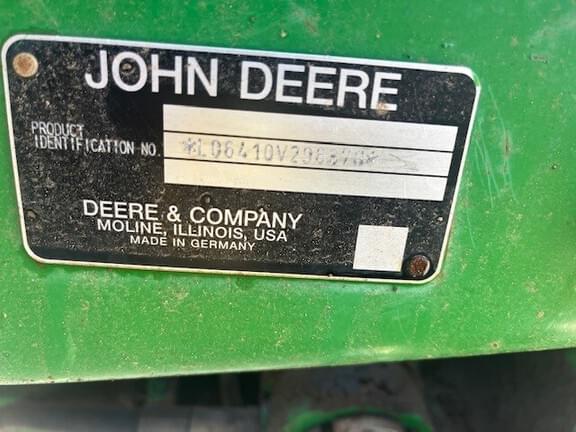 JOHN DEERE
PRODUCT
IDENTIFICATION NO.
DEERE & COMPANY
MOLINE, ILLINOIS, USA
MADE IN GERMANY